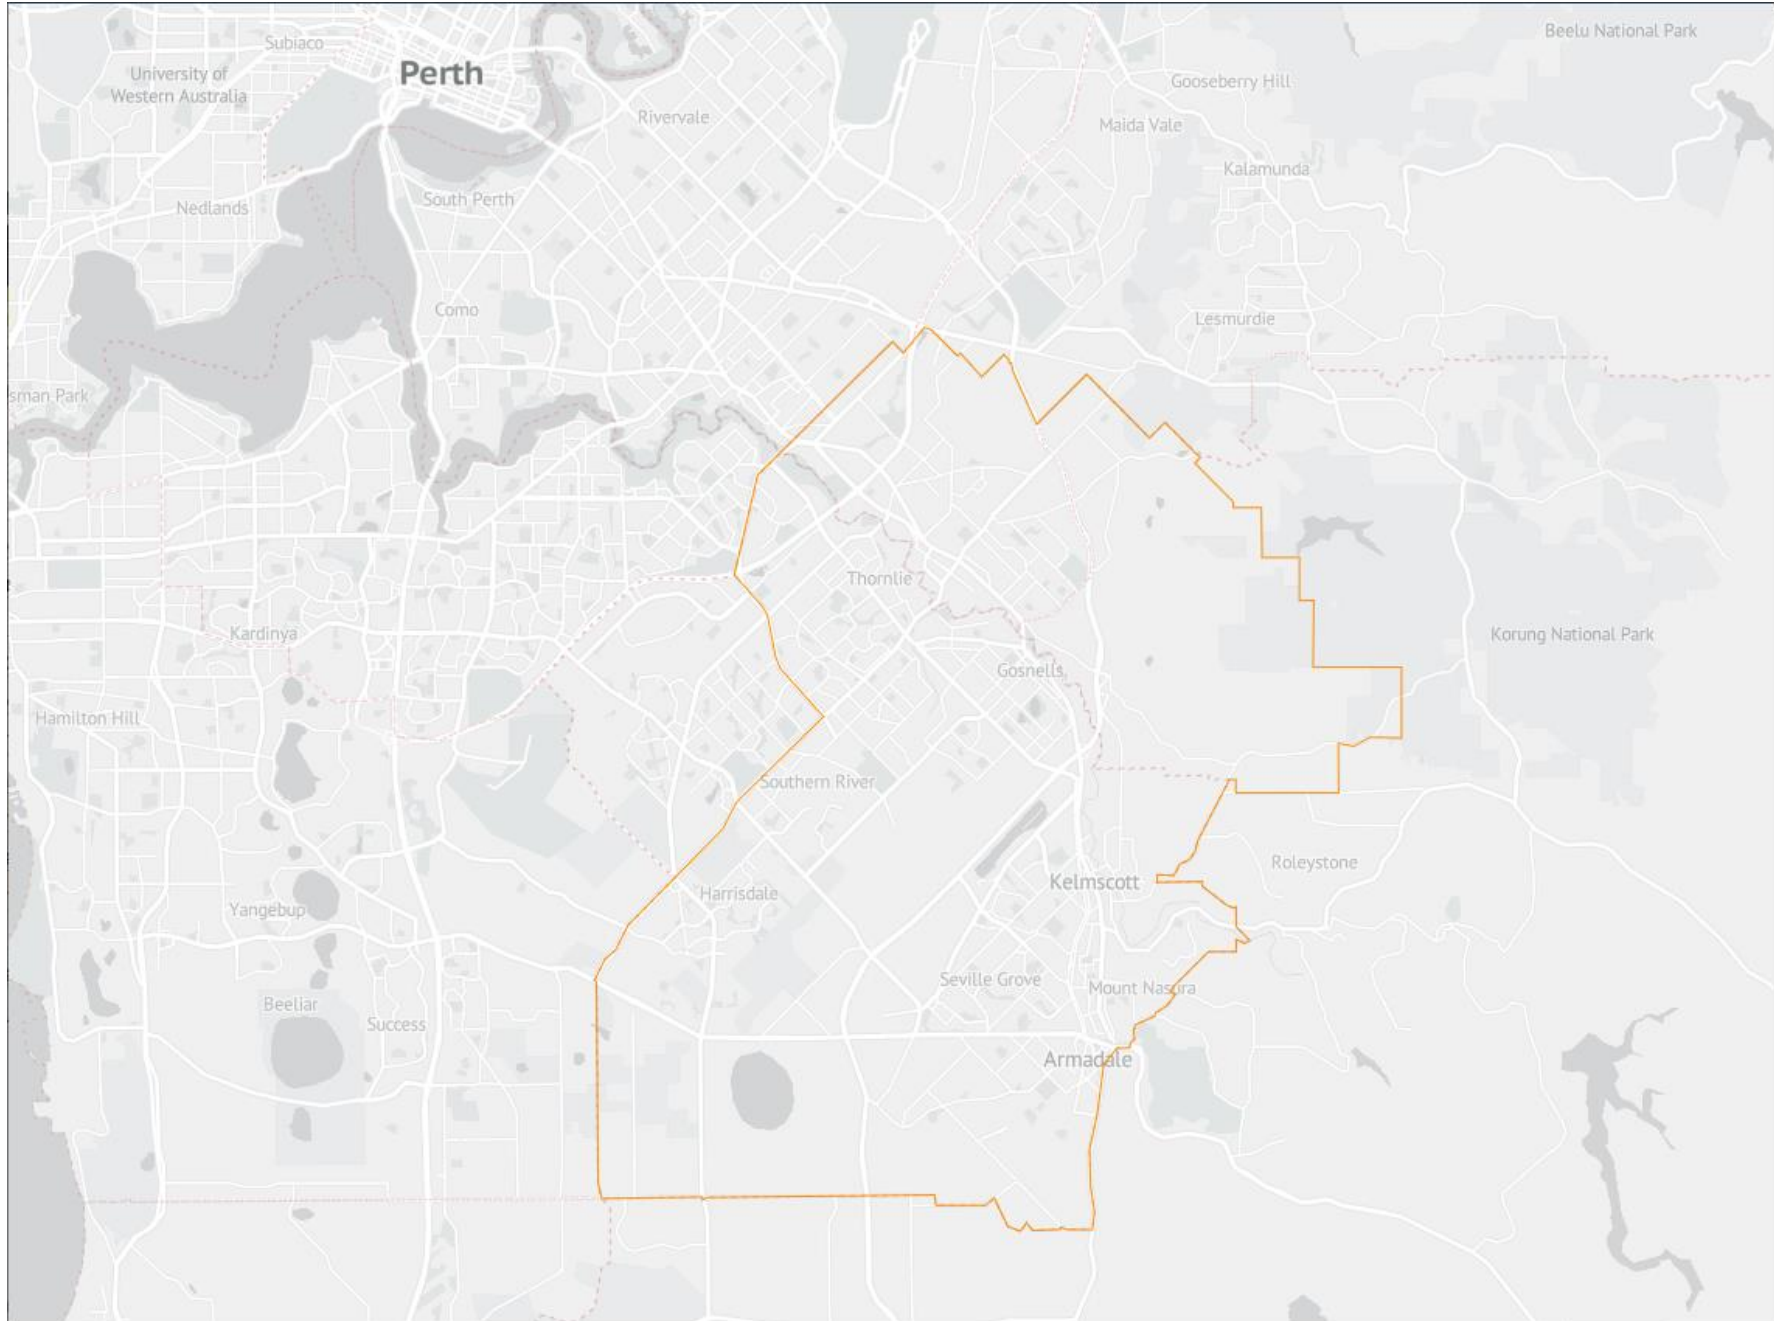 Beelu National Park
Subiaco
Perth
University of
Western Australia
Gooseberry Hill
Rivervale
Maida Vale
Kalamunda
South Perth
Nedlands
Como
Lesmurdie
sman Park
Thornlie
Kardinya
Korung National Park
Gosnells
Hamilton Hill
Southern River
Roleystone
Kelmscott
Harrisdale
Yangebup
Seville Grove
Mount Nasura
Beeliar
Success
Armadale